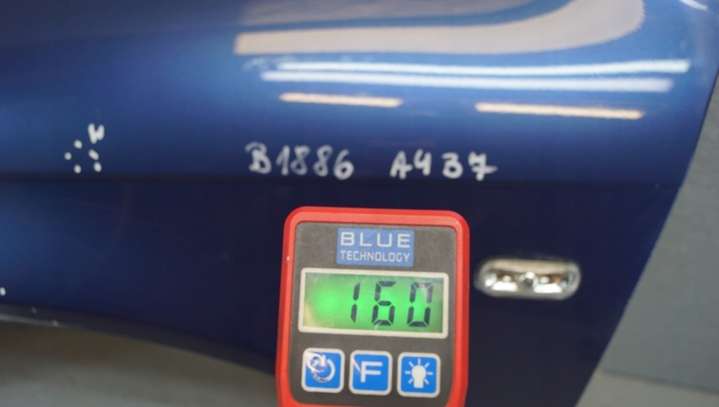 W
B1886 A437
BLUE
TECHNOLOGY
160
F